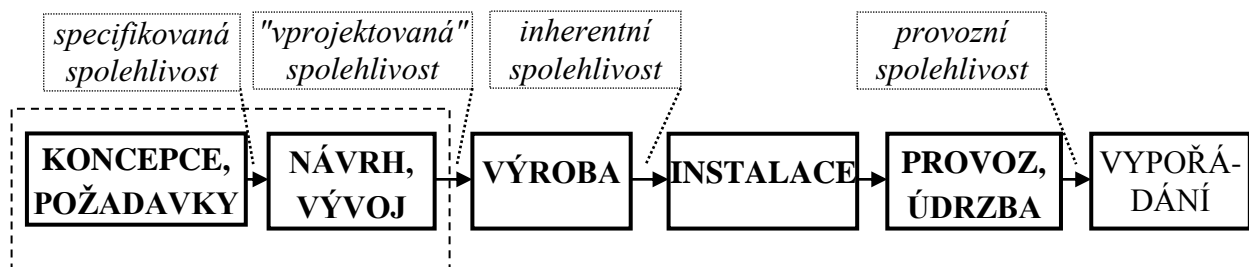 specifikovaná
spolehlivost
"vprojektovaná"
spolehlivost
inherentní
spolehlivost
provozní
spolehlivost
KONCEPCE,
POŽADAVKY
NÁVRH,
VÝVOJ
VÝROBA
INSTALACE
PROVOZ,
ÚDRZBA
VYPOŘÁ-
DÁNÍ